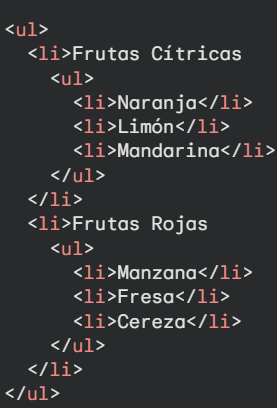 <ul>
  <li>Frutas Cítricas
    <ul>
      <li>Naranja</li>
      <li>Limón</li>
      <li>Mandarina</li>
    </ul>
  </li>
  <li>Frutas Rojas
    <ul>
      <li>Manzana</li>
      <li>Fresa</li>
      <li>Cereza</li>
    </ul>
  </li>
</ul>